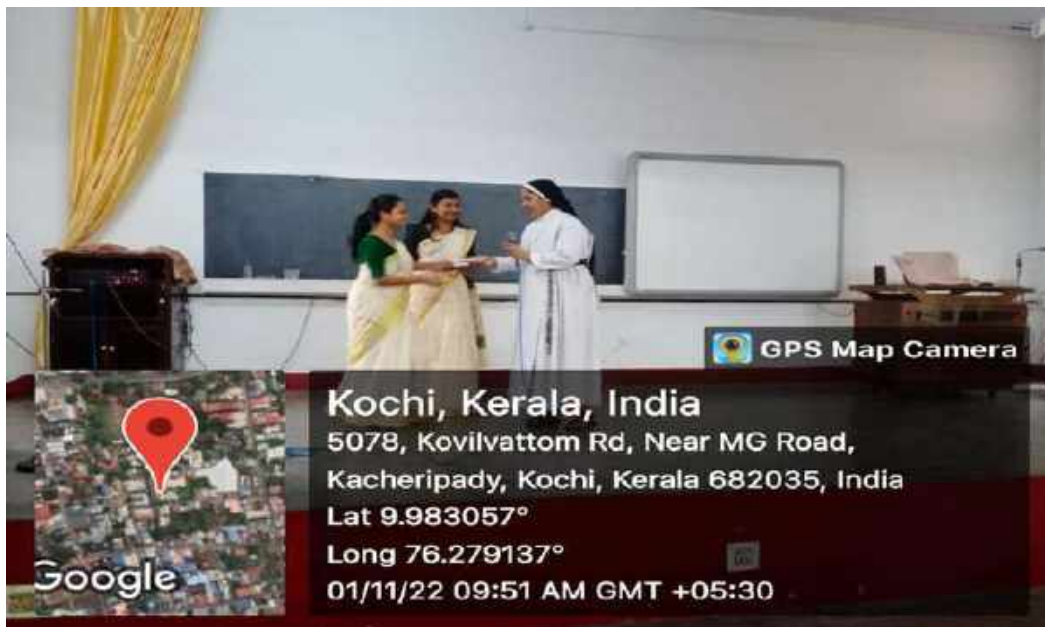 GPS Map Camera
Kochi, Kerala, India
5078, Kovilvattom Rd, Near MG Road,
Kacheripady, Kochi, Kerala 682035, India
Lat 9.983057°
Long 76.279137°
01/11/22 09:51 AM GMT +05:30
Google